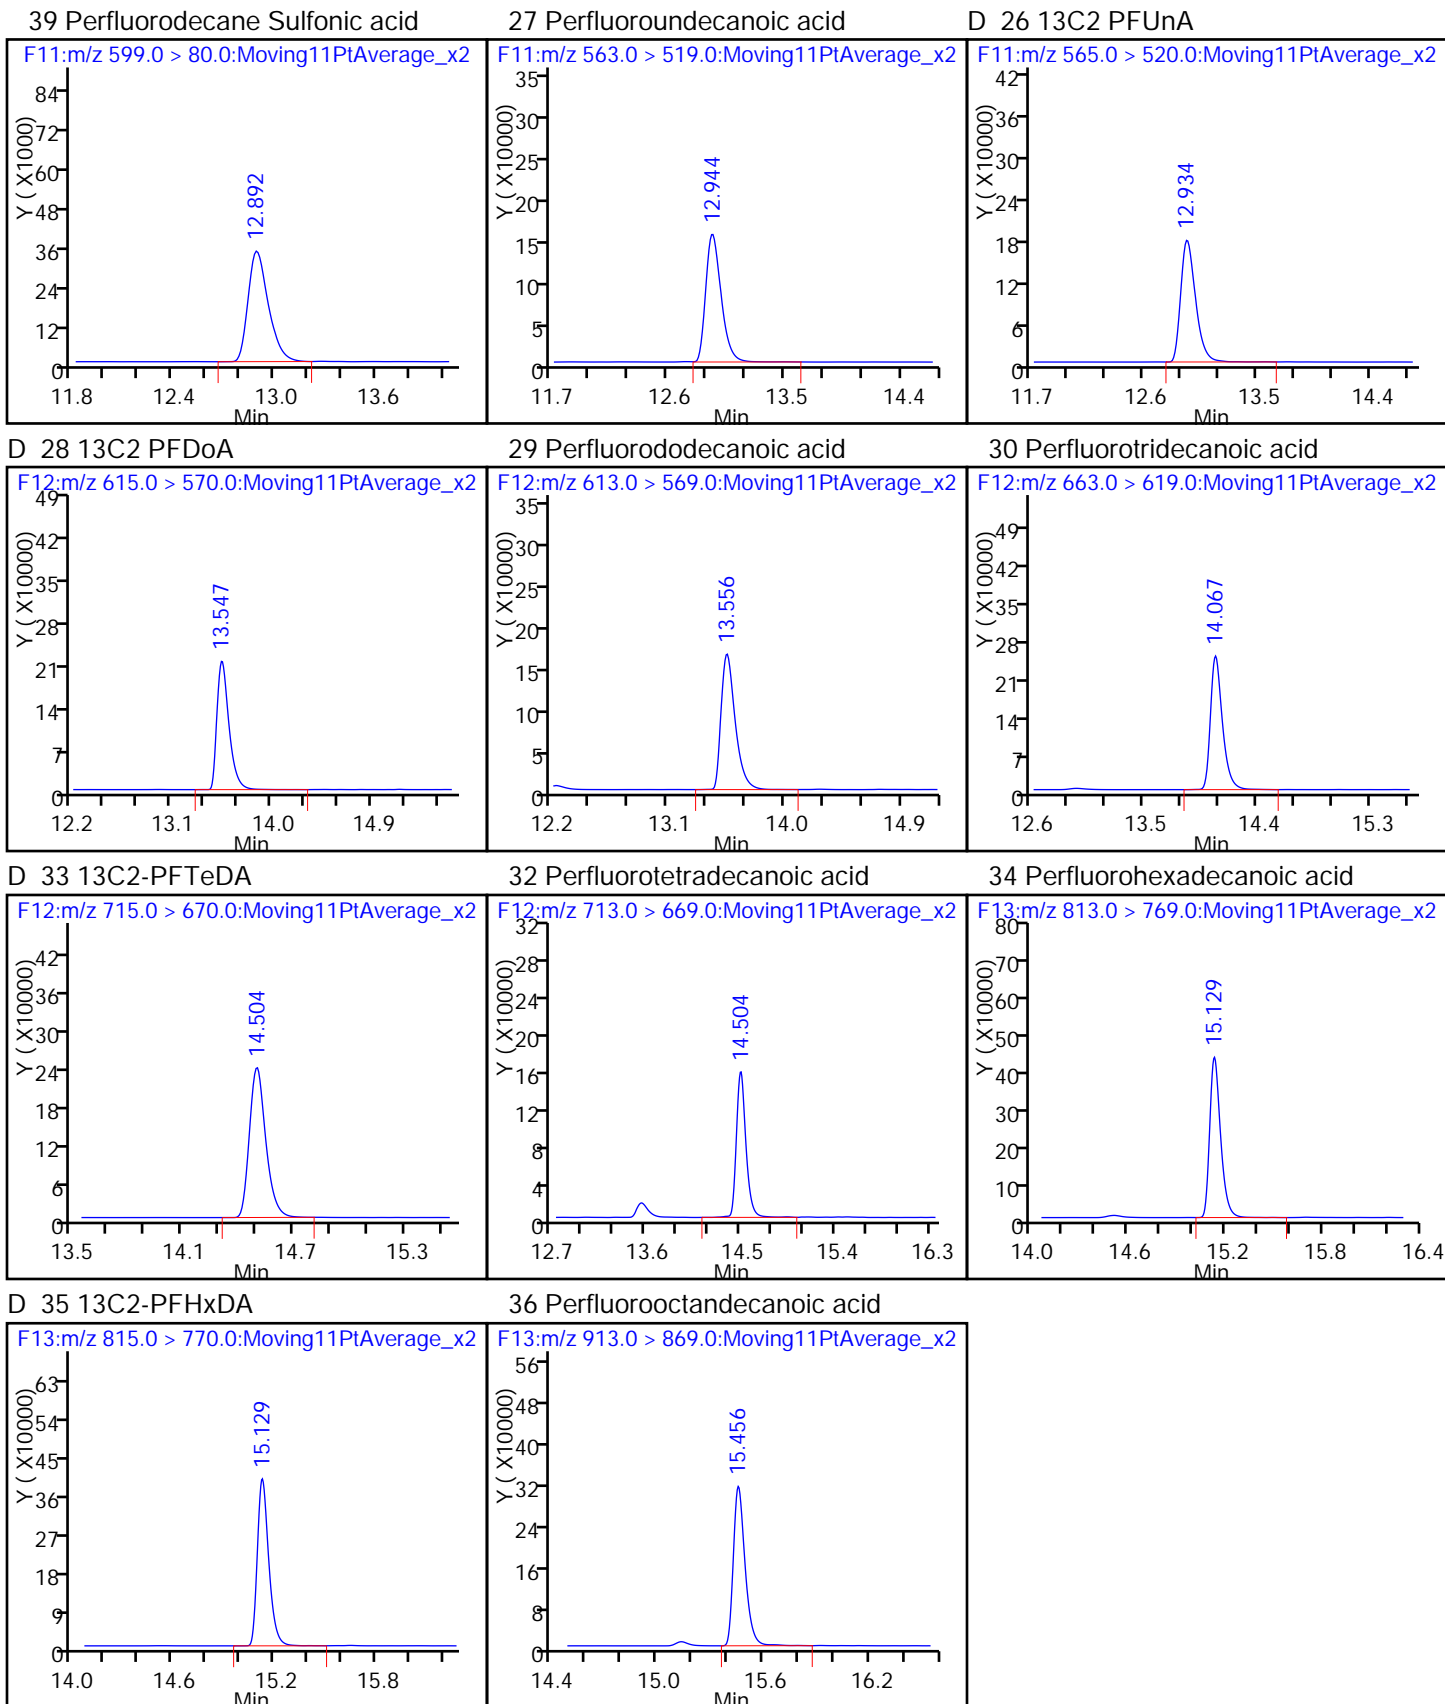 39 Perfluorodecane Sulfonic acid
F11:m/z 599.0 > 80.0:Moving11PtAverage_x2
Y ( X1000)
84
72
60
48
36
24
12
0
12.892
11.8 12.4 13.0 13.6
Min
27 Perfluoroundecanoic acid
F11:m/z 563.0 > 519.0:Moving11PtAverage_x2
Y ( X10000)
35
30
25
20
15
10
5
0
12.944
11.7 12.6 13.5 14.4
Min
D 26 13C2 PFUnA
F11:m/z 565.0 > 520.0:Moving11PtAverage_x2
Y ( X10000)
42
36
30
24
18
12
6
0
12.934
11.7 12.6 13.5 14.4
Min
D 28 13C2 PFDoA
F12:m/z 615.0 > 570.0:Moving11PtAverage_x2
Y ( X10000)
49
42
35
28
21
14
7
0
13.547
12.2 13.1 14.0 14.9
Min
29 Perfluorododecanoic acid
F12:m/z 613.0 > 569.0:Moving11PtAverage_x2
Y ( X10000)
35
30
25
20
15
10
5
0
13.556
12.2 13.1 14.0 14.9
Min
30 Perfluorotridecanoic acid
F12:m/z 663.0 > 619.0:Moving11PtAverage_x2
Y ( X10000)
49
42
35
28
21
14
7
0
14.067
12.6 13.5 14.4 15.3
Min
D 33 13C2-PFTeDA
F12:m/z 715.0 > 670.0:Moving11PtAverage_x2
Y ( X10000)
42
36
30
24
18
12
6
0
14.504
13.5 14.1 14.7 15.3
Min
32 Perfluorotetradecanoic acid
F12:m/z 713.0 > 669.0:Moving11PtAverage_x2
Y ( X10000)
32
28
24
20
16
12
8
4
0
14.504
12.7 13.6 14.5 15.4 16.3
Min
34 Perfluorohexadecanoic acid
F13:m/z 813.0 > 769.0:Moving11PtAverage_x2
Y ( X10000)
80
70
60
50
40
30
20
10
0
15.129
14.0 14.6 15.2 15.8 16.4
Min
D 35 13C2-PFHxDA
F13:m/z 815.0 > 770.0:Moving11PtAverage_x2
Y ( X10000)
63
54
45
36
27
18
9
0
15.129
14.0 14.6 15.2 15.8
Min
36 Perfluorooctandecanoic acid
F13:m/z 913.0 > 869.0:Moving11PtAverage_x2
Y ( X10000)
56
48
40
32
24
16
8
0
15.456
14.4 15.0 15.6 16.2
Min